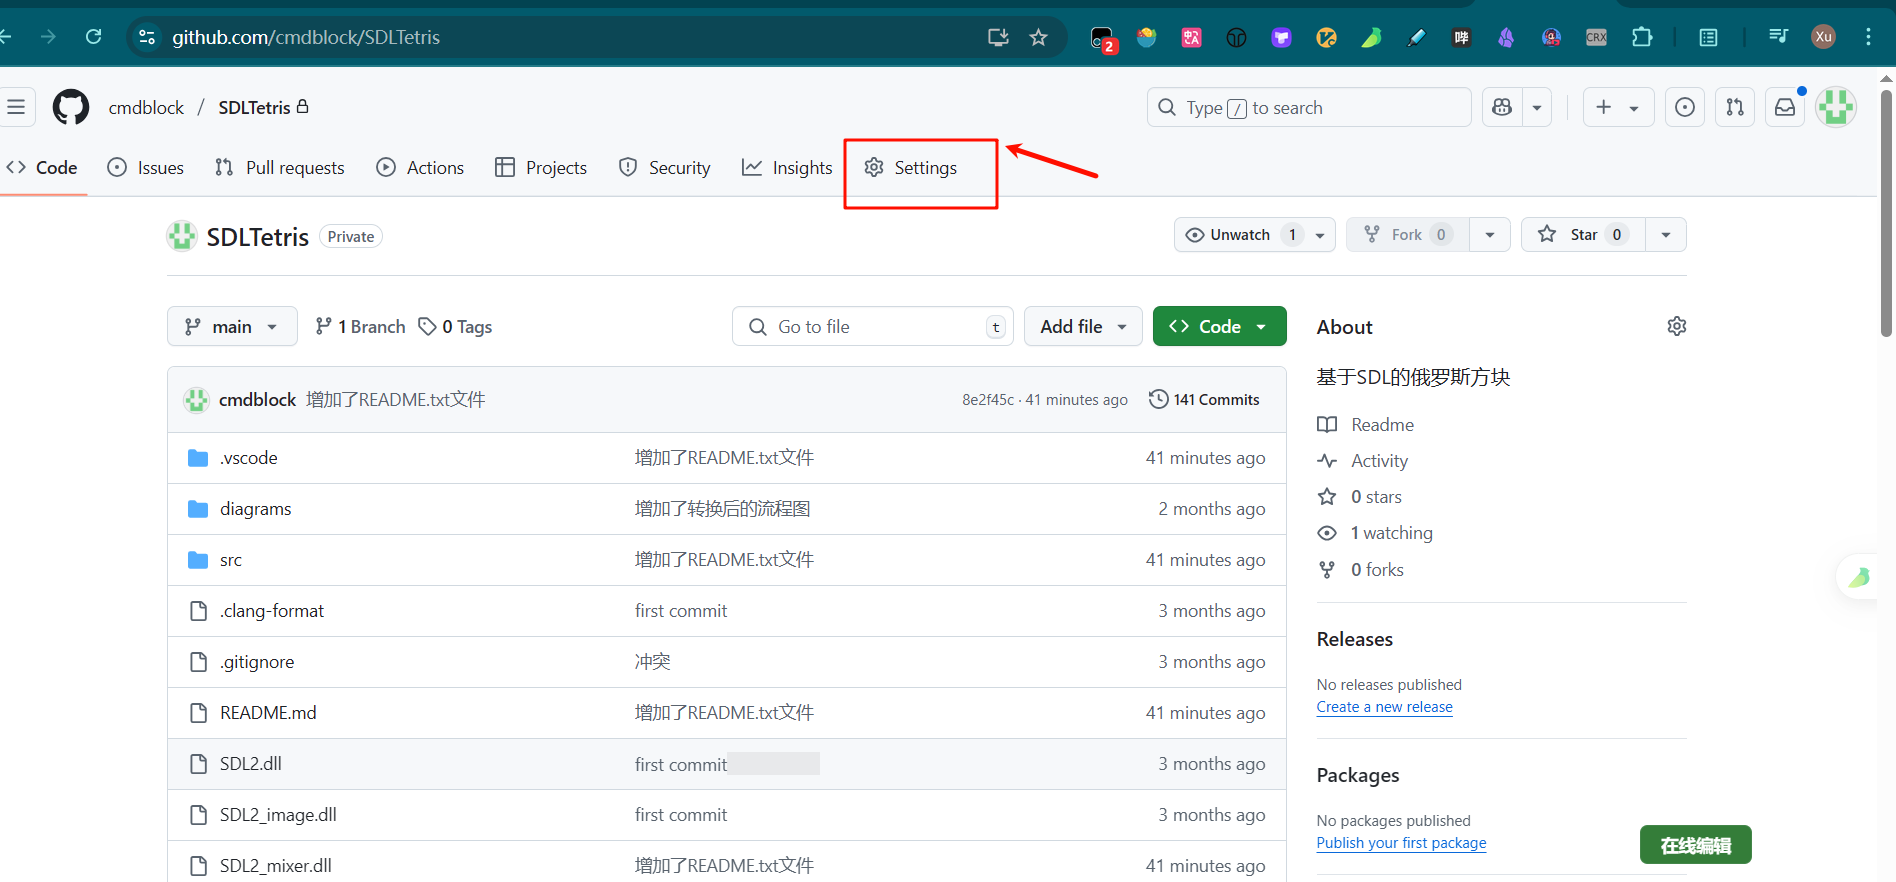 github.com/cmdblock/SDLTetris
2
中A
哔
CRX
Xu
cmdblock / SDLTetris
Type / to search
Code
Issues
Pull requests
Actions
Projects
Security
Insights
Settings
SDLTetris
Private
Unwatch 1
Fork 0
Star 0
main
1 Branch
0 Tags
Go to file
t
Add file
Code
cmdblock 增加了README.txt文件
8e2f45c · 41 minutes ago
141 Commits
.vscode 增加了README.txt文件 41 minutes ago
diagrams 增加了转换后的流程图 2 months ago
src 增加了README.txt文件 41 minutes ago
.clang-format first commit 3 months ago
.gitignore 冲突 3 months ago
README.md 增加了README.txt文件 41 minutes ago
SDL2.dll first commit 3 months ago
SDL2_image.dll first commit 3 months ago
SDL2_mixer.dll 增加了README.txt文件 41 minutes ago
About
基于SDL的俄罗斯方块
Readme
Activity
0 stars
1 watching
0 forks
Releases
No releases published
Create a new release
Packages
No packages published
Publish your first package
在线编辑